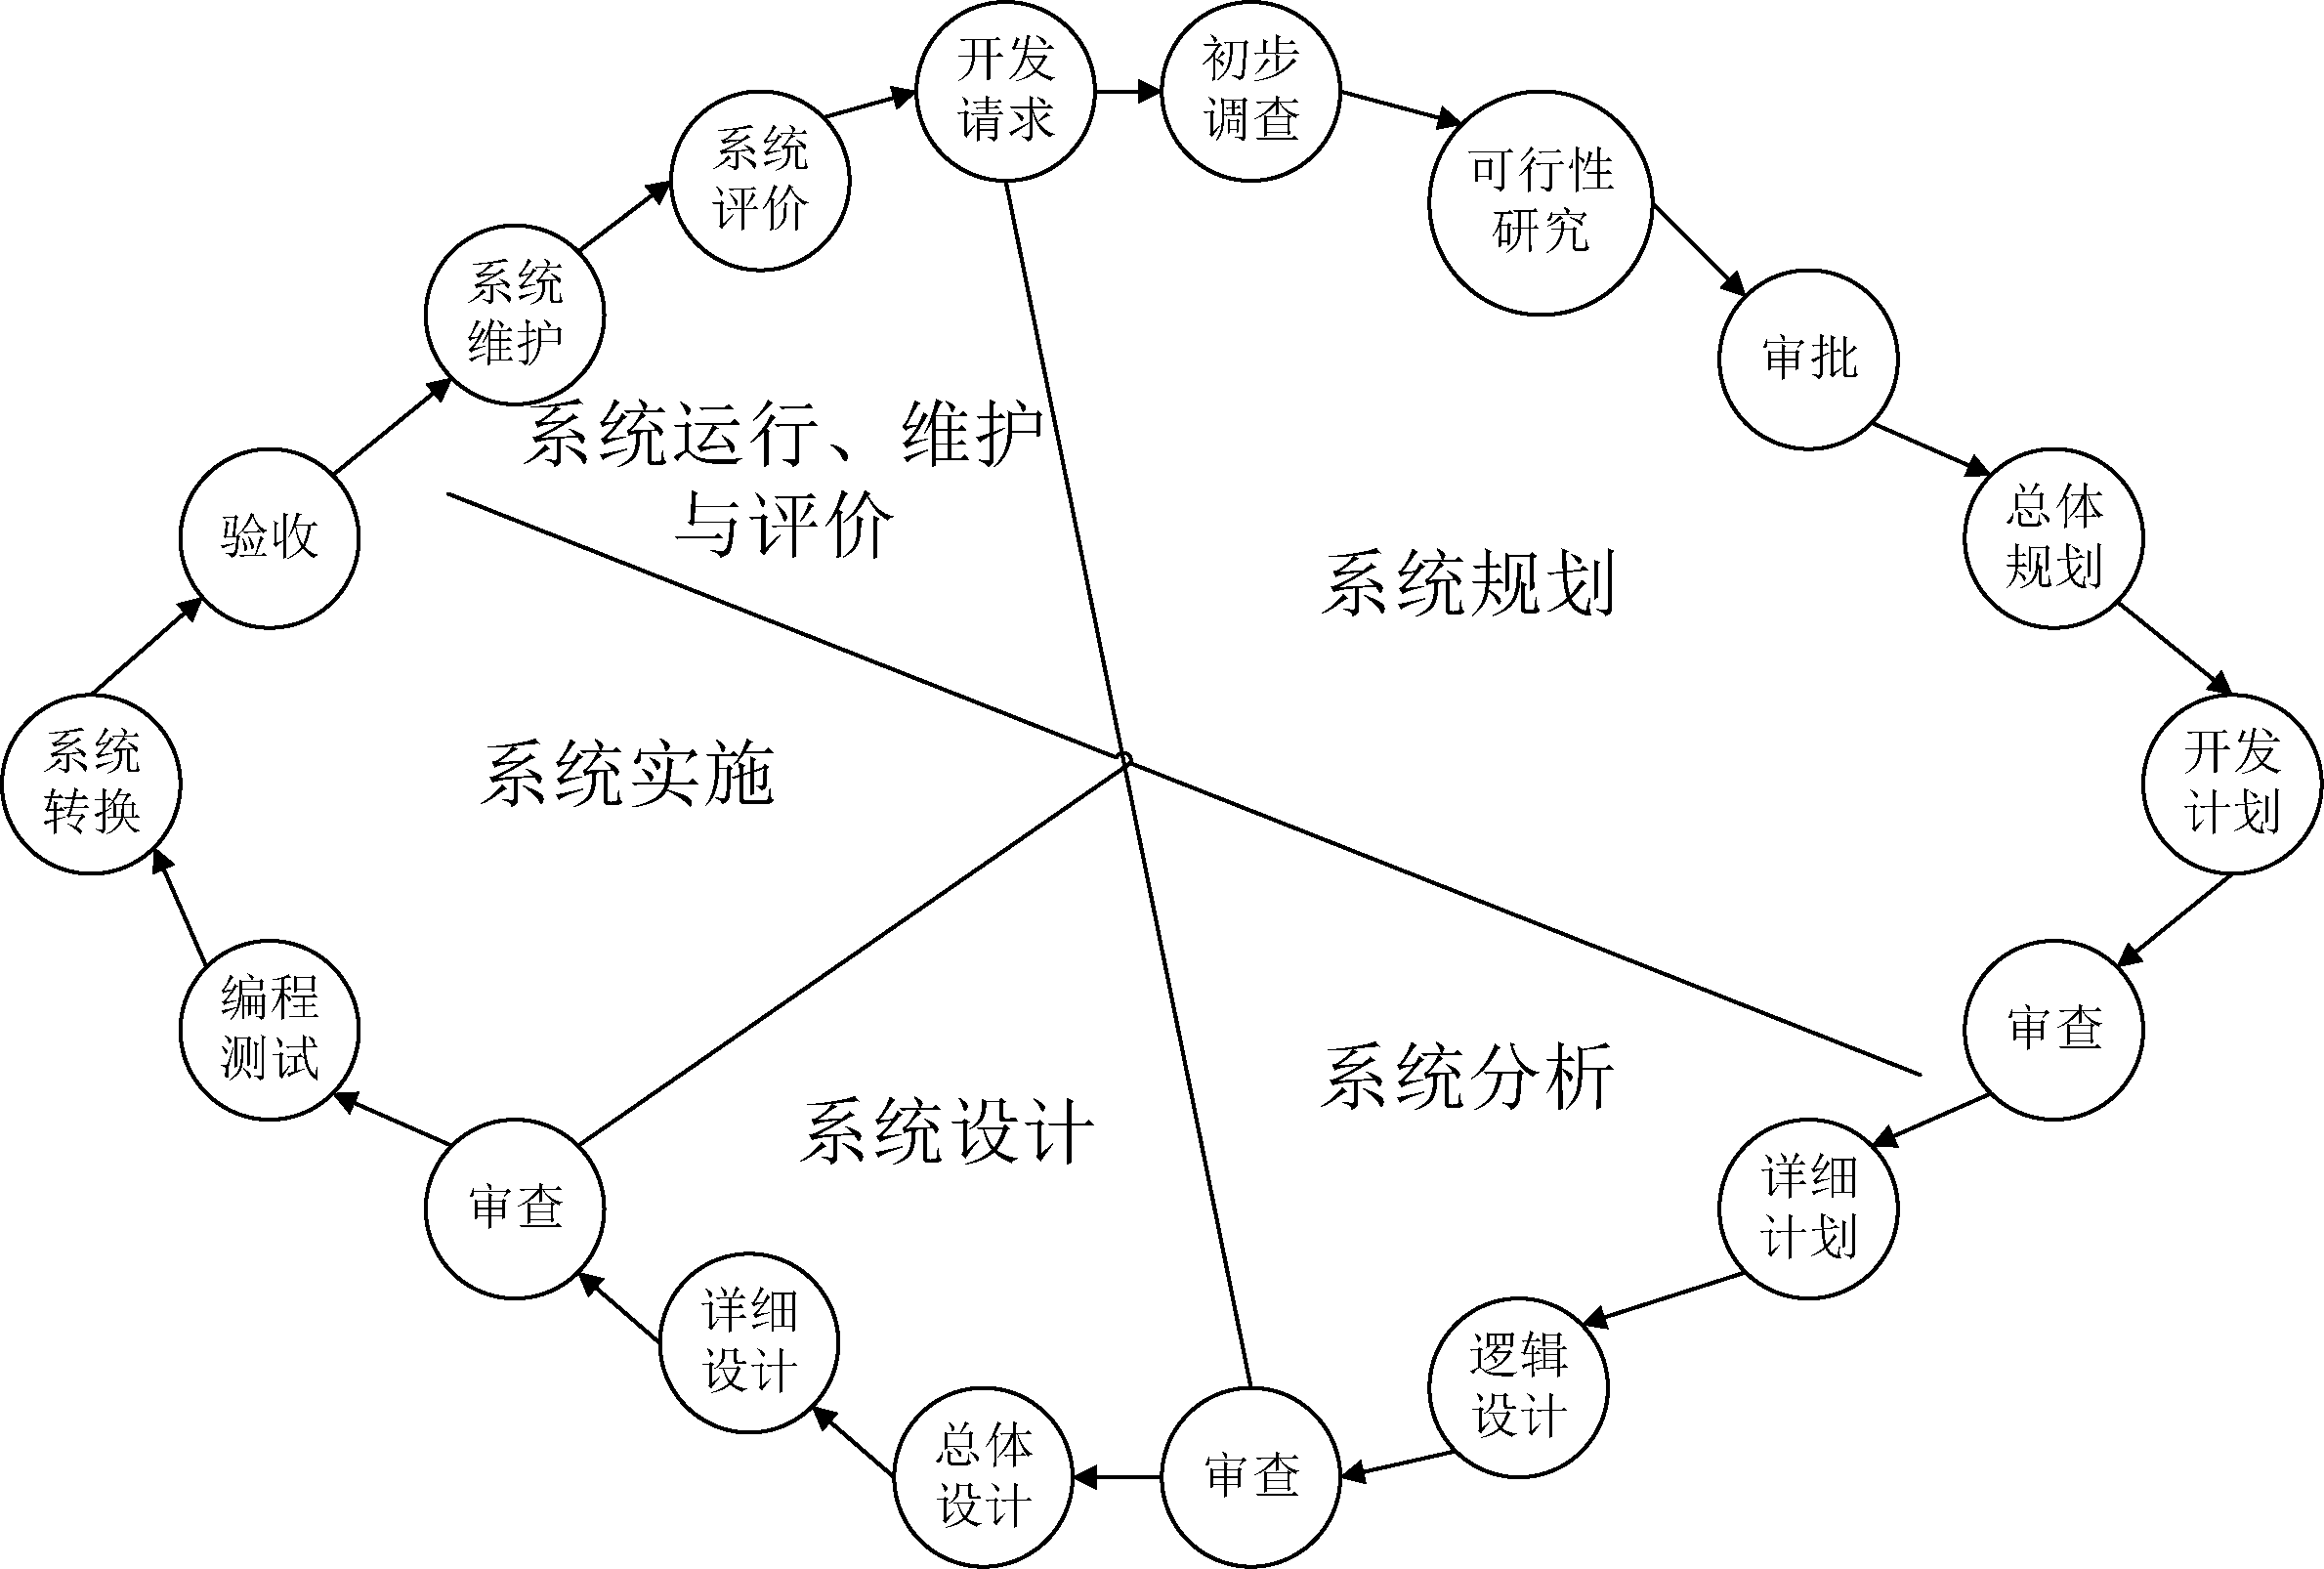 开发
请求
初步
调查
可行性
研究
审批
总体
规划
开发
计划
审查
详细
计划
逻辑
设计
审查
总体
设计
详细
设计
审查
编程
测试
系统
转换
验收
系统
维护
系统
评价
系统运行、维护
与评价
系统规划
系统实施
系统分析
系统设计